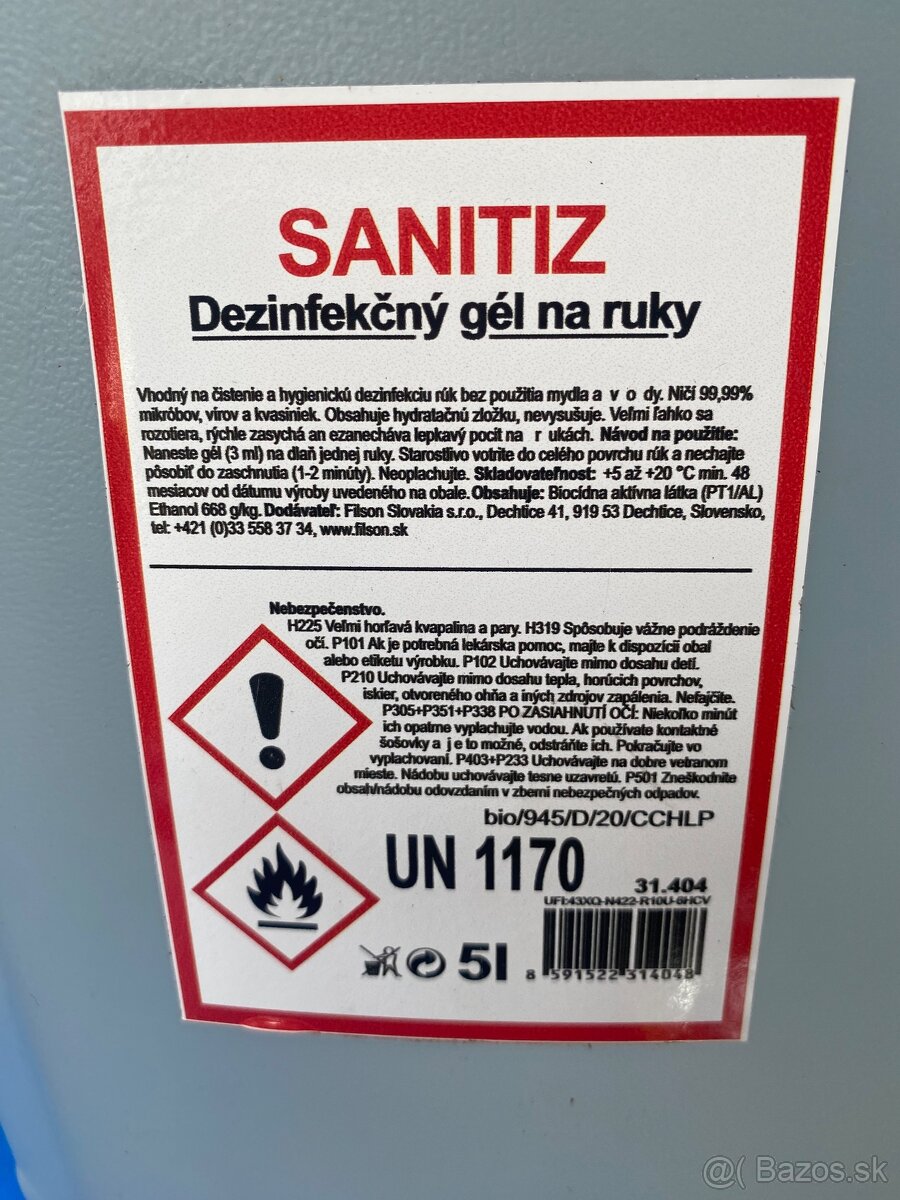 SANITIZ
Dezinfekčný gél na ruky
Vhodný na čistenie a hygienickú dezinfekciu rúk bez použitia mydla a v o dy. Ničí 99,99%
mikróbov, vírov a kvasiniek. Obsahuje hydratačnú zložku, nevysušuje. Veľmi ľahko sa
rozotiera, rýchle zasychá an ezanecháva lepkavý pocit na r ukách. Návod na použitie:
Naneste gél (3 ml) na dlaň jednej ruky. Starostlivo votrite do celého povrchu rúk a nechajte
pôsobiť do zaschnutia (1-2 minúty). Neoplachujte. Skladovateľnosť: +5 až +20 °C min. 48
mesiacov od dátumu výroby uvedeného na obale. Obsahuje: Biocídna aktívna látka (PT1/AL)
Ethanol 668 g/kg. Dodávateľ: Filson Slovakia s.r.o., Dechtice 41, 919 53 Dechtice, Slovensko,
tel: +421 (0)33 558 37 34, www.filson.sk
Nebezpečenstvo.
H225 Veľmi horľavá kvapalina a pary. H319 Spôsobuje vážne podráždenie
očí. P101 Ak je potrebná lekárska pomoc, majte k dispozícii obal
alebo etiketu výrobku. P102 Uchovávajte mimo dosahu detí.
P210 Uchovávajte mimo dosahu tepla, horúcich povrchov,
iskier, otvoreného ohňa a iných zdrojov zapálenia. Nefajčite.
P305+P351+P338 PO ZASIAHNUTÍ OČÍ: Niekoľko minút
ich opatrne vyplachujte vodou. Ak používate kontaktné
šošovky a j e to možné, odstráňte ich. Pokračujte vo
vyplachovaní. P403+P233 Uchovávajte na dobre vetranom
mieste. Nádobu uchovávajte tesne uzavretú. P501 Zneškodnite
obsah/nádobu odovzdaním v zberni nebezpečných odpadov.
bio/945/D/20/CCHLP
UN 1170
31.404
UFI:43XQ-N422-R10U-6HCV
5l
8 591522 314048
@( Bazos.sk